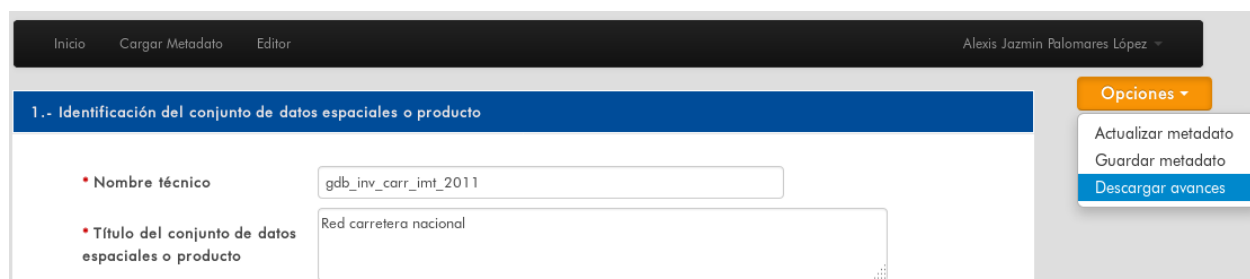 Inicio Cargar Metadato Editor Alexis Jazmin Palomares López
Opciones
1.- Identificación del conjunto de datos espaciales o producto
Actualizar metadato
Guardar metadato
Descargar avances
* Nombre técnico gdb_inv_carr_imt_2011
* Título del conjunto de datos
espaciales o producto
Red carretera nacional